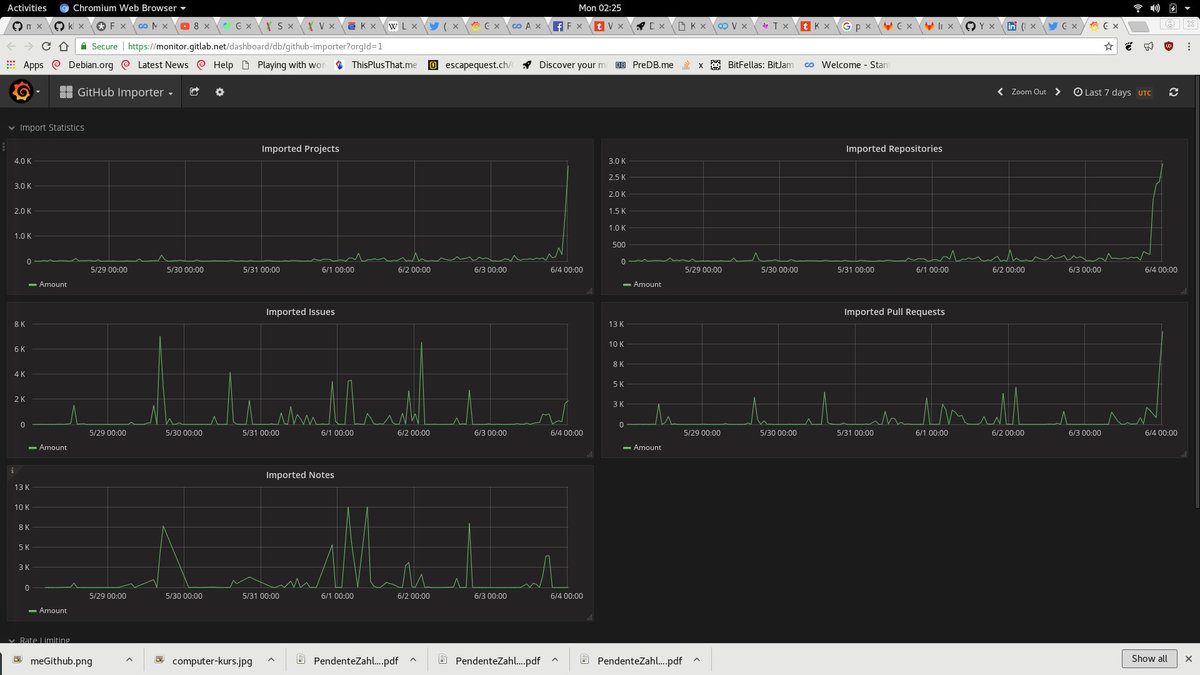 Activities Chromium Web Browser Mon 02:25
Secure https://monitor.gitlab.net/dashboard/db/github-importer?orgId=1
Apps Debian.org Latest News Help Playing with wor ThisPlusThat.me escapequest.ch/ Discover your m PreDB.me x BitFellas: BitJam Welcome - Stan
GitHub Importer Zoom Out Last 7 days UTC
Import Statistics
Imported Projects
4.0 K
3.0 K
2.0 K
1.0 K
0
5/29 00:00 5/30 00:00 5/31 00:00 6/1 00:00 6/2 00:00 6/3 00:00 6/4 00:00
Amount
Imported Repositories
3.0 K
2.5 K
2.0 K
1.5 K
1.0 K
500
0
5/29 00:00 5/30 00:00 5/31 00:00 6/1 00:00 6/2 00:00 6/3 00:00 6/4 00:00
Amount
Imported Issues
8 K
6 K
4 K
2 K
0
5/29 00:00 5/30 00:00 5/31 00:00 6/1 00:00 6/2 00:00 6/3 00:00 6/4 00:00
Amount
Imported Pull Requests
13 K
10 K
8 K
5 K
3 K
0
5/29 00:00 5/30 00:00 5/31 00:00 6/1 00:00 6/2 00:00 6/3 00:00 6/4 00:00
Amount
Imported Notes
13 K
10 K
8 K
5 K
3 K
0
5/29 00:00 5/30 00:00 5/31 00:00 6/1 00:00 6/2 00:00 6/3 00:00 6/4 00:00
Amount
Rate Limiting
meGithub.png computer-kurs.jpg PendenteZahl....pdf PendenteZahl....pdf PendenteZahl....pdf Show all